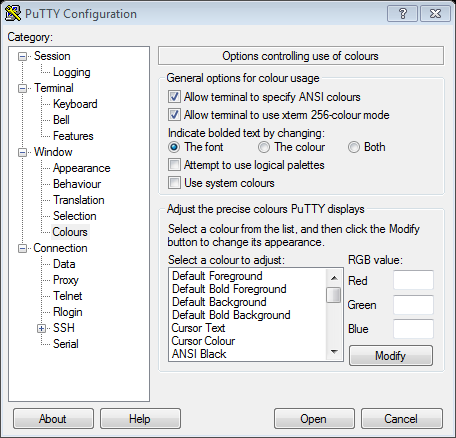 PuTTY Configuration
Category:
Session
Logging
Terminal
Keyboard
Bell
Features
Window
Appearance
Behaviour
Translation
Selection
Colours
Connection
Data
Proxy
Telnet
Rlogin
SSH
Serial
Options controlling use of colours
General options for colour usage
Allow terminal to specify ANSI colours
Allow terminal to use xterm 256-colour mode
Indicate bolded text by changing:
The font The colour Both
Attempt to use logical palettes
Use system colours
Adjust the precise colours PuTTY displays
Select a colour from the list, and then click the Modify
button to change its appearance.
Select a colour to adjust:
Default Foreground
Default Bold Foreground
Default Background
Default Bold Background
Cursor Text
Cursor Colour
ANSI Black
RGB value:
Red
Green
Blue
Modify
About Help Open Cancel